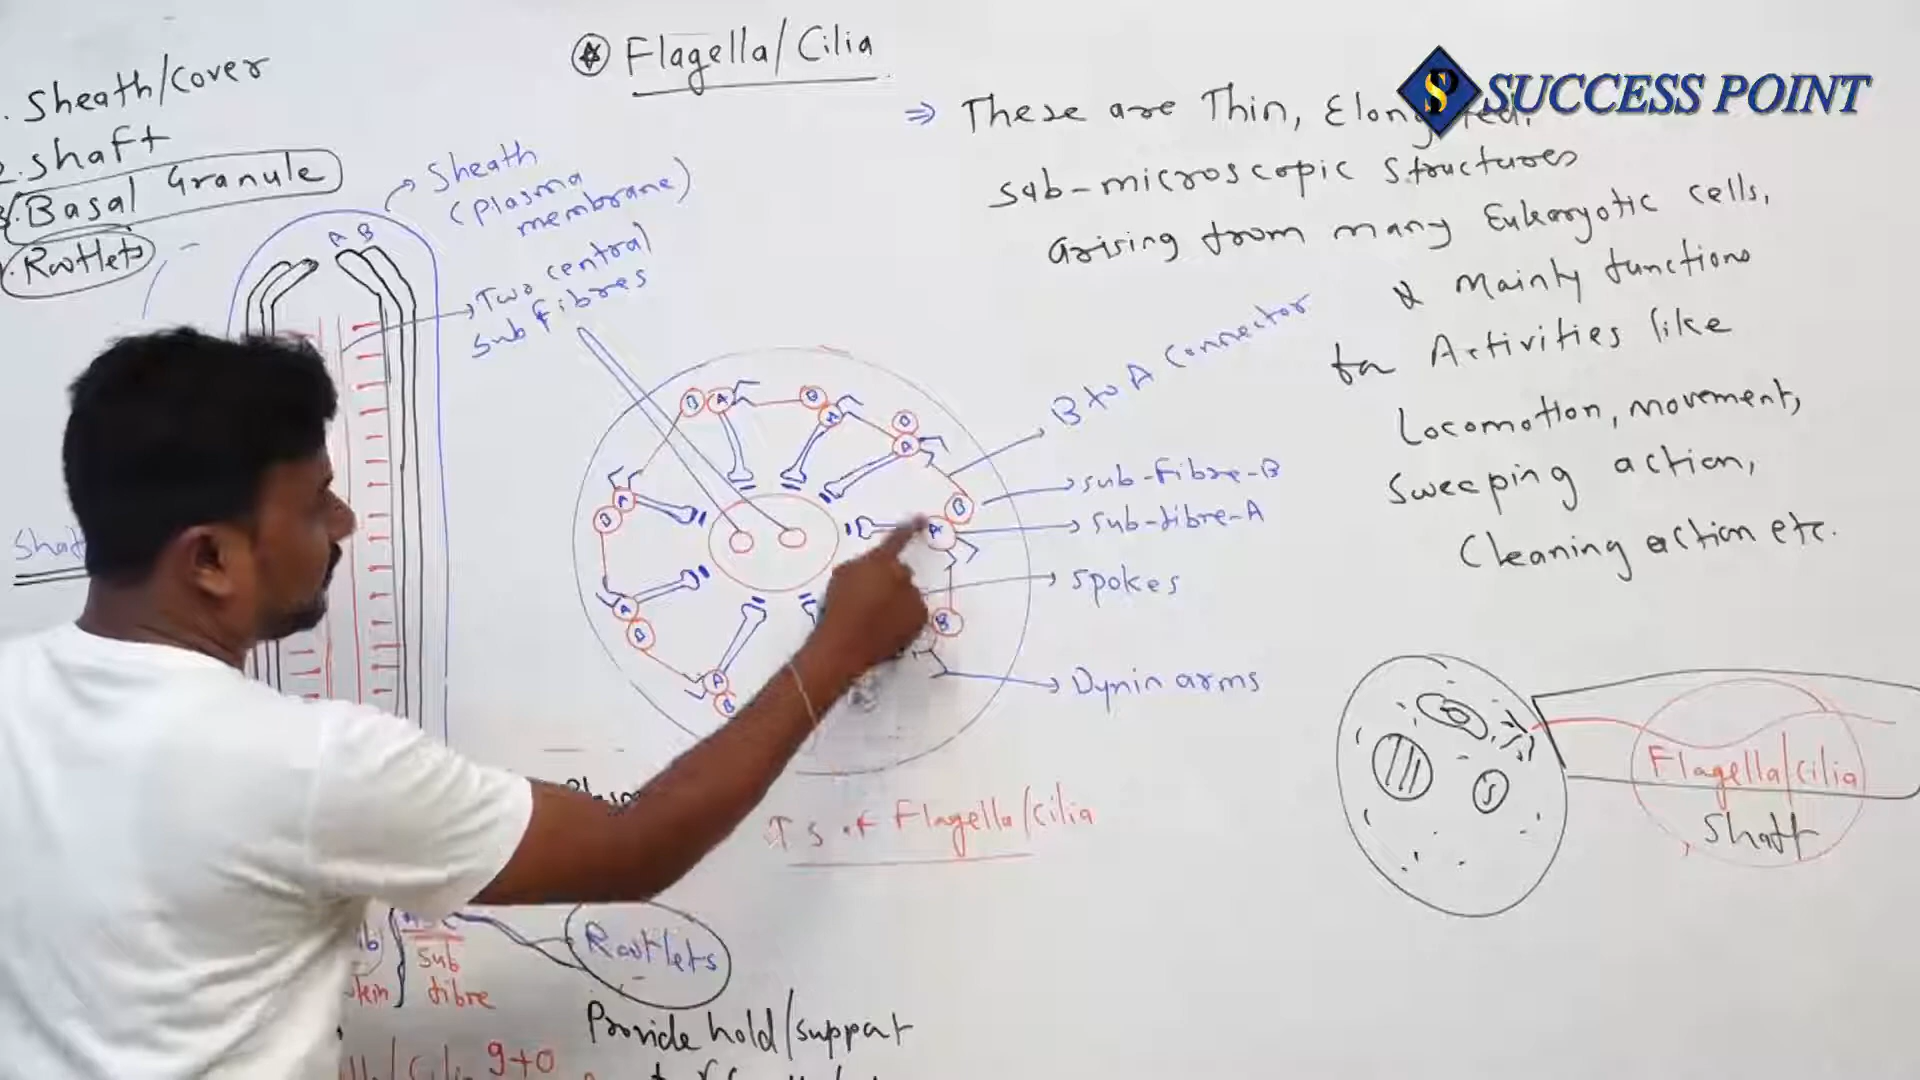 Flagella/Cilia
SUCCESS POINT
. Sheath/cover
2. Shaft
3. Basal Granule
. Rootlets
Sheath
(Plasma
membrane)
A B
Two central
sub fibres
⇒ These are Thin,
sub-microscopic structures
arising from many Eukaryotic cells,
& Mainly functions
for Activities like
Locomotion, movement,
Sweeping action,
Cleaning action etc.
B to A Connector
sub-Fibre-B
sub-fibre-A
Spokes
Dynin arms
B A
B A
B A
B
A
A
B
A
B
A
B
B
T S of Flagella/Cilia
Flagella/Cilia
Shaft
Rootlets
Provide hold/support
sub
fibre
9+0